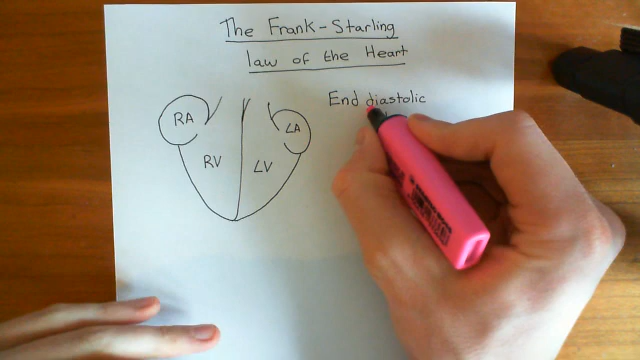 The Frank-Starling
law of the Heart
End diastolic
RA
LA
RV
LV